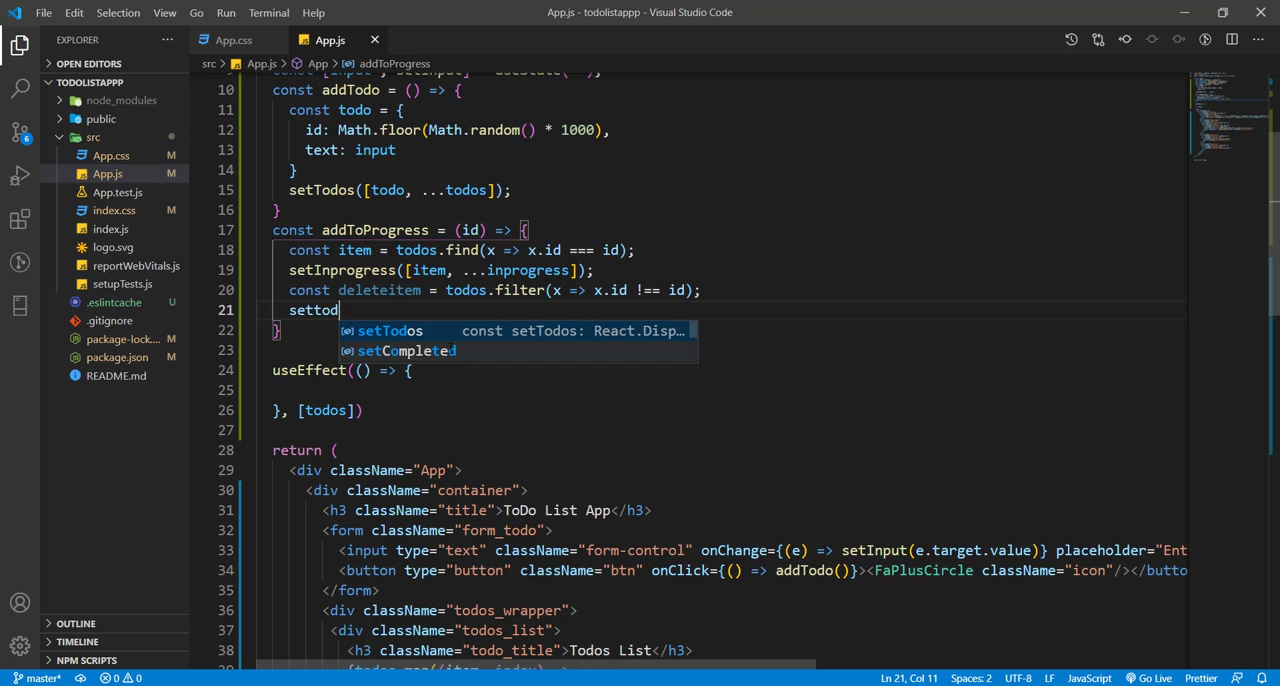 File Edit Selection View Go Run Terminal Help App.js - todolistappp - Visual Studio Code
EXPLORER ...
App.css
App.js
OPEN EDITORS
src > App.js > App > addToProgress
TODOLISTAPPP
node_modules
public
src
App.css M
App.js M
App.test.js
index.css M
index.js
logo.svg
reportWebVitals.js
setupTests.js
.eslintcache U
.gitignore
package-lock.... M
package.json M
README.md
OUTLINE
TIMELINE
NPM SCRIPTS
6
10 const addTodo = () => {
11 const todo = {
12 id: Math.floor(Math.random() * 1000),
13 text: input
14 }
15 setTodos([todo, ...todos]);
16 }
17 const addToProgress = (id) => {
18 const item = todos.find(x => x.id === id);
19 setInprogress([item, ...inprogress]);
20 const deleteitem = todos.filter(x => x.id !== id);
21 settod
setTodos const setTodos: React.Disp...
setCompleted
22 }
23
24 useEffect(() => {
25
26 }, [todos])
27
28 return (
29 <div className="App">
30 <div className="container">
31 <h3 className="title">ToDo List App</h3>
32 <form className="form_todo">
33 <input type="text" className="form-control" onChange={(e) => setInput(e.target.value)} placeholder="Ent
34 <button type="button" className="btn" onClick={() => addTodo()}><FaPlusCircle className="icon"/></butto
35 </form>
36 <div className="todos_wrapper">
37 <div className="todos_list">
38 <h3 className="todo_title">Todos List</h3>
master* 0 0 Ln 21, Col 11 Spaces: 2 UTF-8 LF JavaScript Go Live Prettier